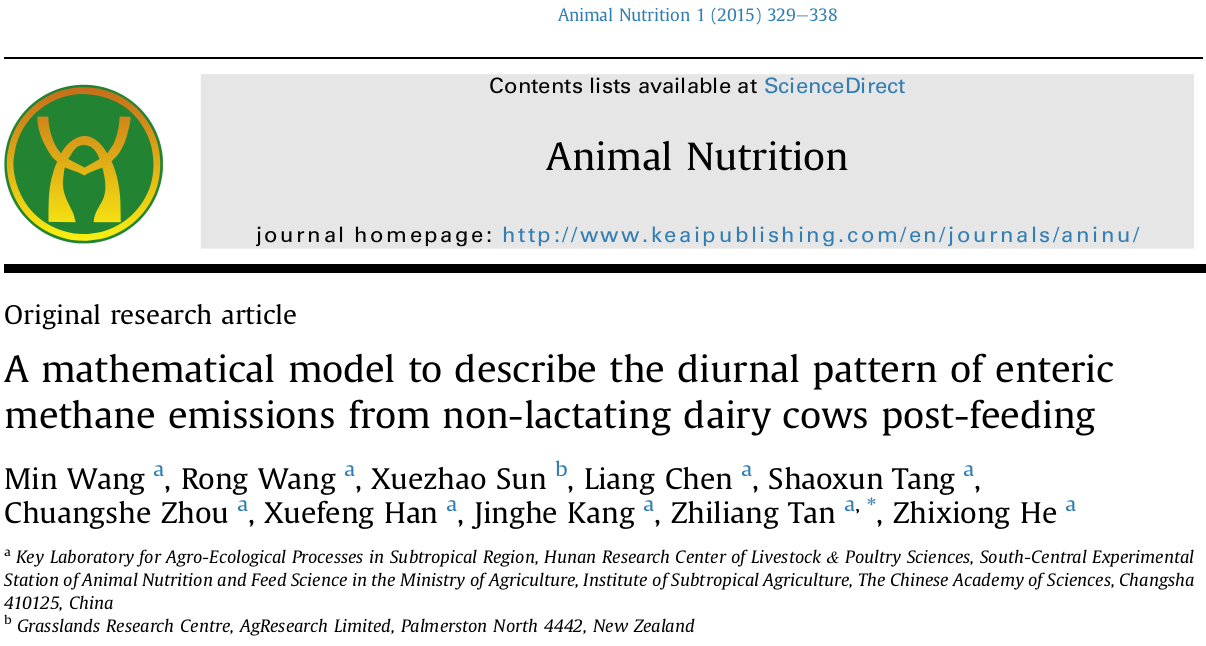 Animal Nutrition 1 (2015) 329–338
Contents lists available at ScienceDirect
Animal Nutrition
journal homepage: http://www.keaipublishing.com/en/journals/aninu/
Original research article
A mathematical model to describe the diurnal pattern of enteric
methane emissions from non-lactating dairy cows post-feeding
Min Wang a, Rong Wang a, Xuezhao Sun b, Liang Chen a, Shaoxun Tang a,
Chuangshe Zhou a, Xuefeng Han a, Jinghe Kang a, Zhiliang Tan a, *, Zhixiong He a
a Key Laboratory for Agro-Ecological Processes in Subtropical Region, Hunan Research Center of Livestock & Poultry Sciences, South-Central Experimental
Station of Animal Nutrition and Feed Science in the Ministry of Agriculture, Institute of Subtropical Agriculture, The Chinese Academy of Sciences, Changsha
410125, China
b Grasslands Research Centre, AgResearch Limited, Palmerston North 4442, New Zealand